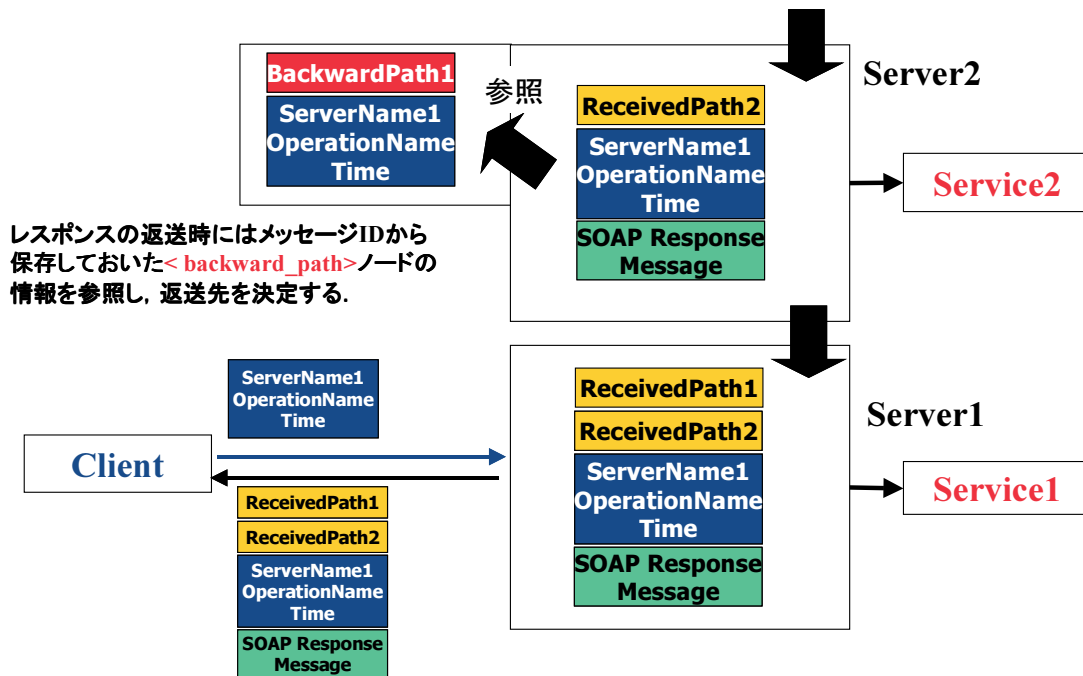 BackwardPath1
ServerName1
OperationName
Time
参照
ReceivedPath2
ServerName1
OperationName
Time
SOAP Response
Message
Server2
Service2
レスポンスの返送時にはメッセージIDから
保存しておいた< backward_path>ノードの
情報を参照し, 返送先を決定する.
ServerName1
OperationName
Time
Client
ReceivedPath1
ReceivedPath2
ServerName1
OperationName
Time
SOAP Response
Message
ReceivedPath1
ReceivedPath2
ServerName1
OperationName
Time
SOAP Response
Message
Server1
Service1